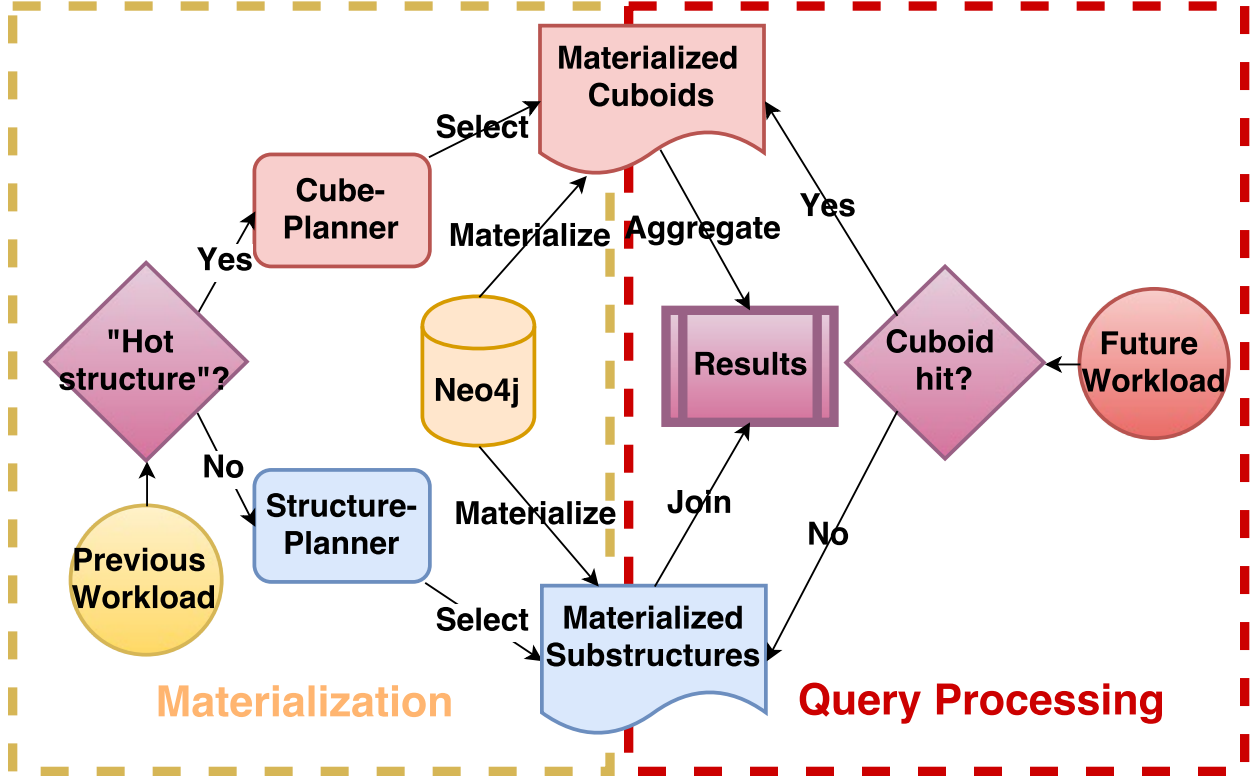 Materialized
Cuboids
Select
Cube-
Planner
Yes
Materialize
Aggregate
Yes
"Hot
structure"?
Neo4j
Results
Cuboid
hit?
Future
Workload
No
Structure-
Planner
Materialize
Join
No
Previous
Workload
Select
Materialized
Substructures
Materialization
Query Processing